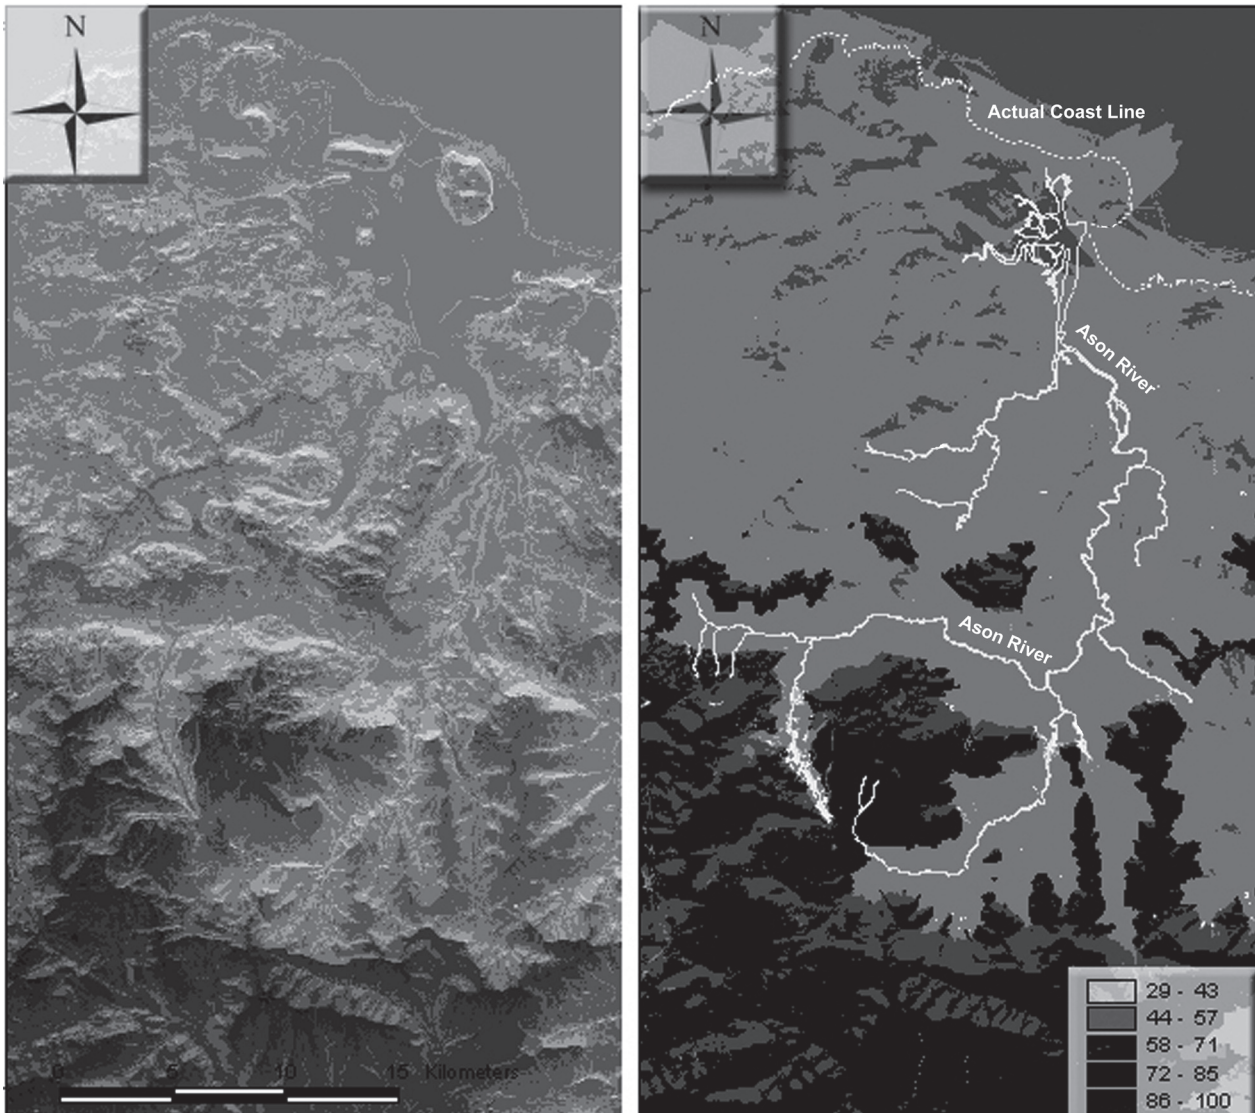 N
0 5 10 15 Kilometers
N
Actual Coast Line
Ason River
Ason River
29 - 43
44 - 57
58 - 71
72 - 85
86 - 100